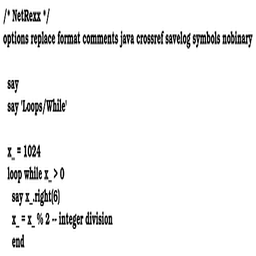 /* NetRexx */
options replace format comments java crossref savelog symbols nobinary
say
say 'Loops/While'
x_ = 1024
loop while x_ > 0
say x_.right(6)
x_ = x_ % 2 -- integer division
end